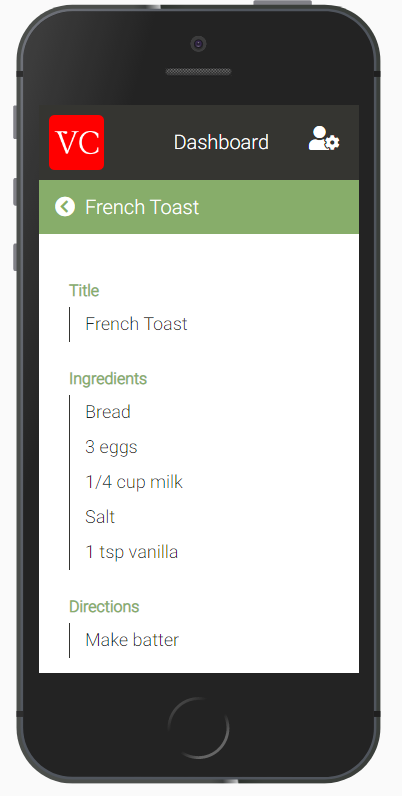 VC
Dashboard
French Toast
Title
French Toast
Ingredients
Bread
3 eggs
1/4 cup milk
Salt
1 tsp vanilla
Directions
Make batter